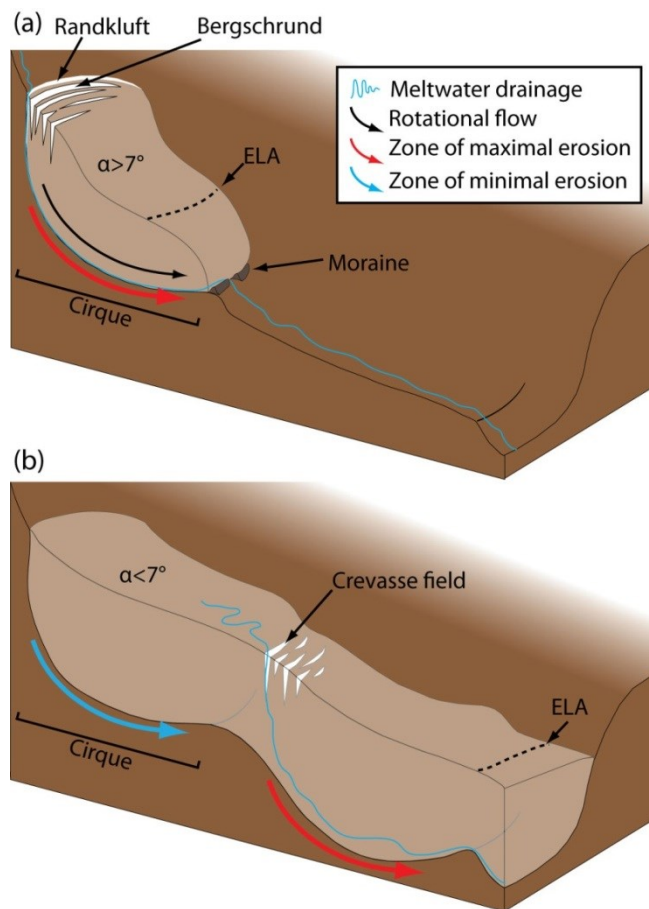 (a)
Randkluft
Bergschrund
Meltwater drainage
Rotational flow
Zone of maximal erosion
Zone of minimal erosion
α>7°
ELA
Moraine
Cirque
(b)
α<7°
Crevasse field
ELA
Cirque